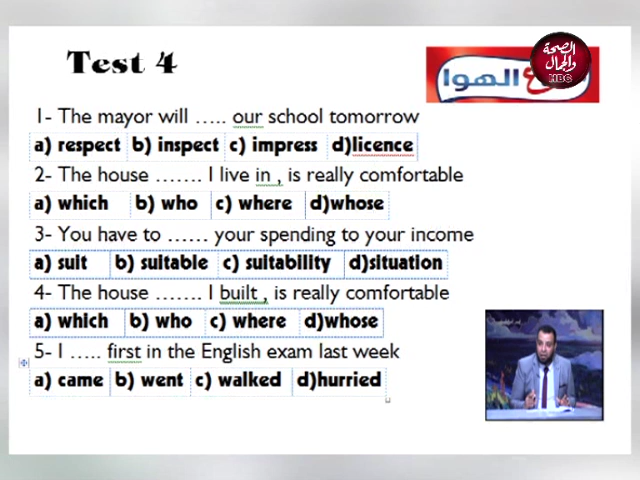 Test 4
الصحة
والجمال
HBC
ع الهوا
1- The mayor will ..... our school tomorrow
a) respect b) inspect c) impress d)licence
2- The house ....... I live in , is really comfortable
a) which b) who c) where d)whose
3- You have to ...... your spending to your income
a) suit b) suitable c) suitability d)situation
4- The house ....... I built , is really comfortable
a) which b) who c) where d)whose
5- I ..... first in the English exam last week
a) came b) went c) walked d)hurried